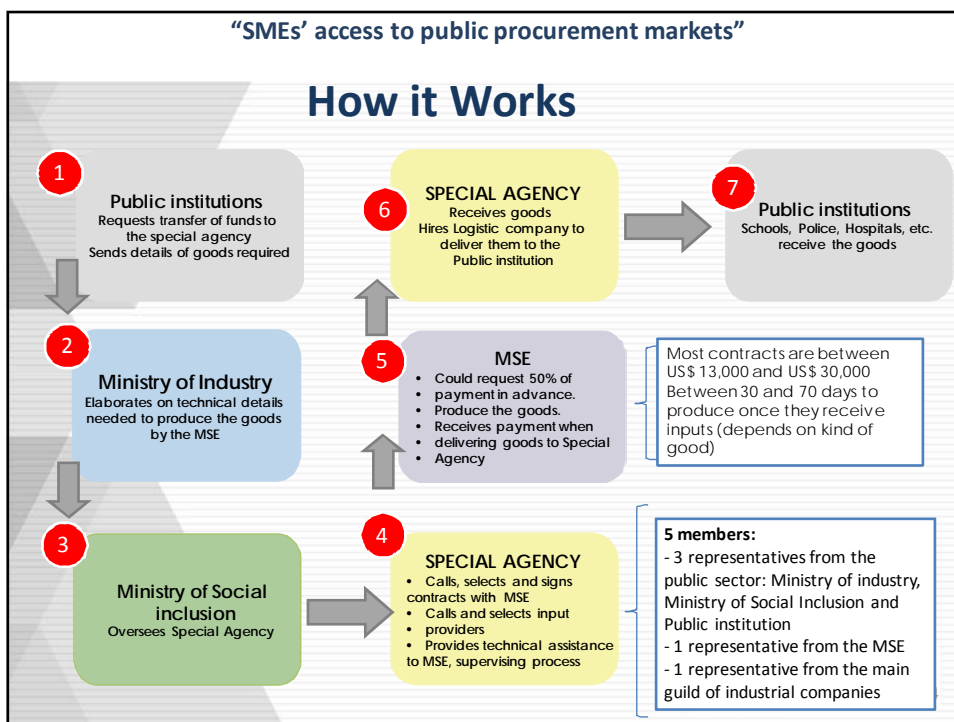 “SMEs’ access to public procurement markets”
How it Works
1
Public institutions
Requests transfer of funds to
the special agency
Sends details of goods required
2
Ministry of Industry
Elaborates on technical details
needed to produce the goods
by the MSE
3
Ministry of Social
inclusion
Oversees Special Agency
4
SPECIAL AGENCY
• Calls, selects and signs
contracts with MSE
• Calls and selects input
• providers
• Provides technical assistance
to MSE, supervising process
5 members:
- 3 representatives from the
public sector: Ministry of industry,
Ministry of Social Inclusion and
Public institution
- 1 representative from the MSE
- 1 representative from the main
guild of industrial companies
5
MSE
• Could request 50% of
• payment in advance.
• Produce the goods.
• Receives payment when
• delivering goods to Special
• Agency
Most contracts are between
US$ 13,000 and US$ 30,000
Between 30 and 70 days to
produce once they receive
inputs (depends on kind of
good)
6
SPECIAL AGENCY
Receives goods
Hires Logistic company to
deliver them to the
Public institution
7
Public institutions
Schools, Police, Hospitals, etc.
receive the goods